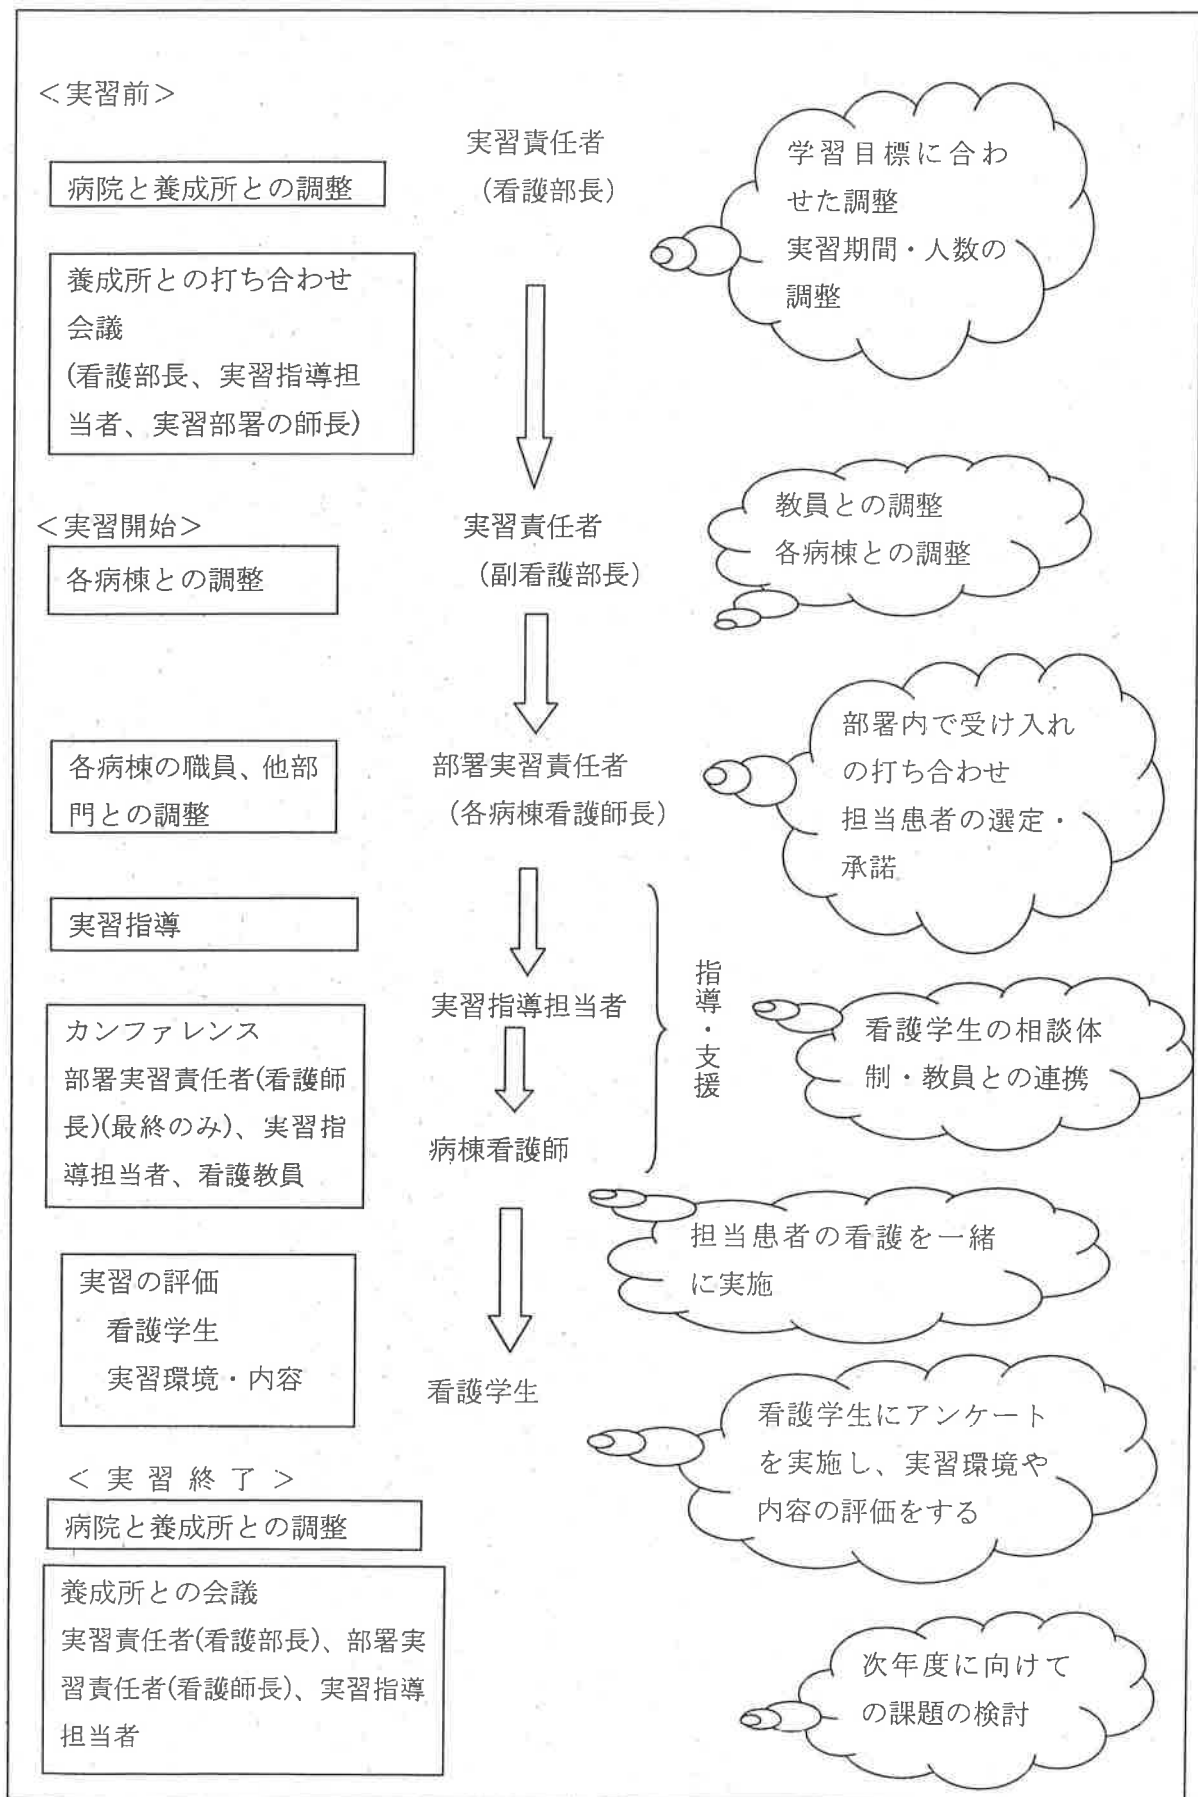 ＜実習前＞
実習責任者
（看護部長）
病院と養成所との調整
学習目標に合わ
せた調整
実習期間・人数の
調整
養成所との打ち合わせ
会議
(看護部長、実習指導担
当者、実習部署の師長)
＜実習開始＞
実習責任者
（副看護部長）
教員との調整
各病棟との調整
各病棟との調整
各病棟の職員、他部
門との調整
部署実習責任者
（各病棟看護師長）
部署内で受け入れ
の打ち合わせ
担当患者の選定・
承諾
実習指導
実習指導担当者
指導・支援
看護学生の相談体
制・教員との連携
カンファレンス
部署実習責任者(看護師
長)(最終のみ)、実習指
導担当者、看護教員
病棟看護師
担当患者の看護を一緒
に実施
実習の評価
看護学生
実習環境・内容
看護学生
看護学生にアンケート
を実施し、実習環境や
内容の評価をする
＜実習終了＞
病院と養成所との調整
養成所との会議
実習責任者(看護部長)、部署実
習責任者(看護師長)、実習指導
担当者
次年度に向けて
の課題の検討